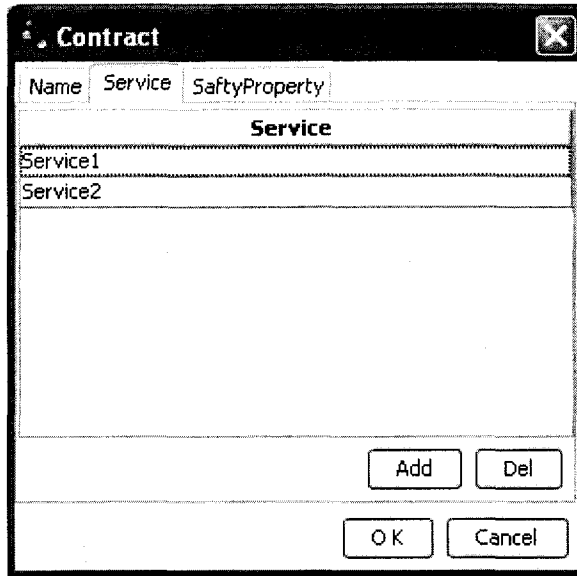 Contract
Name Service SaftyProperty
Service
Service1
Service2
Add Del
OK Cancel